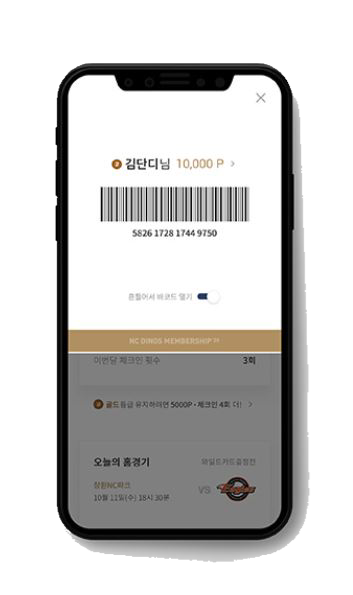 김단디님 10,000 P >
5826 1728 1744 9750
흔들어서 바코드 열기
NC DINOS MEMBERSHIP
이번달 체크인 횟수 3회
골드등급 유지하려면 5000P • 체크인 4회 더! >
오늘의 홈경기 와일드카드결정전
창원NC파크
10월 11일(수) 18시 30분
VS Eagles